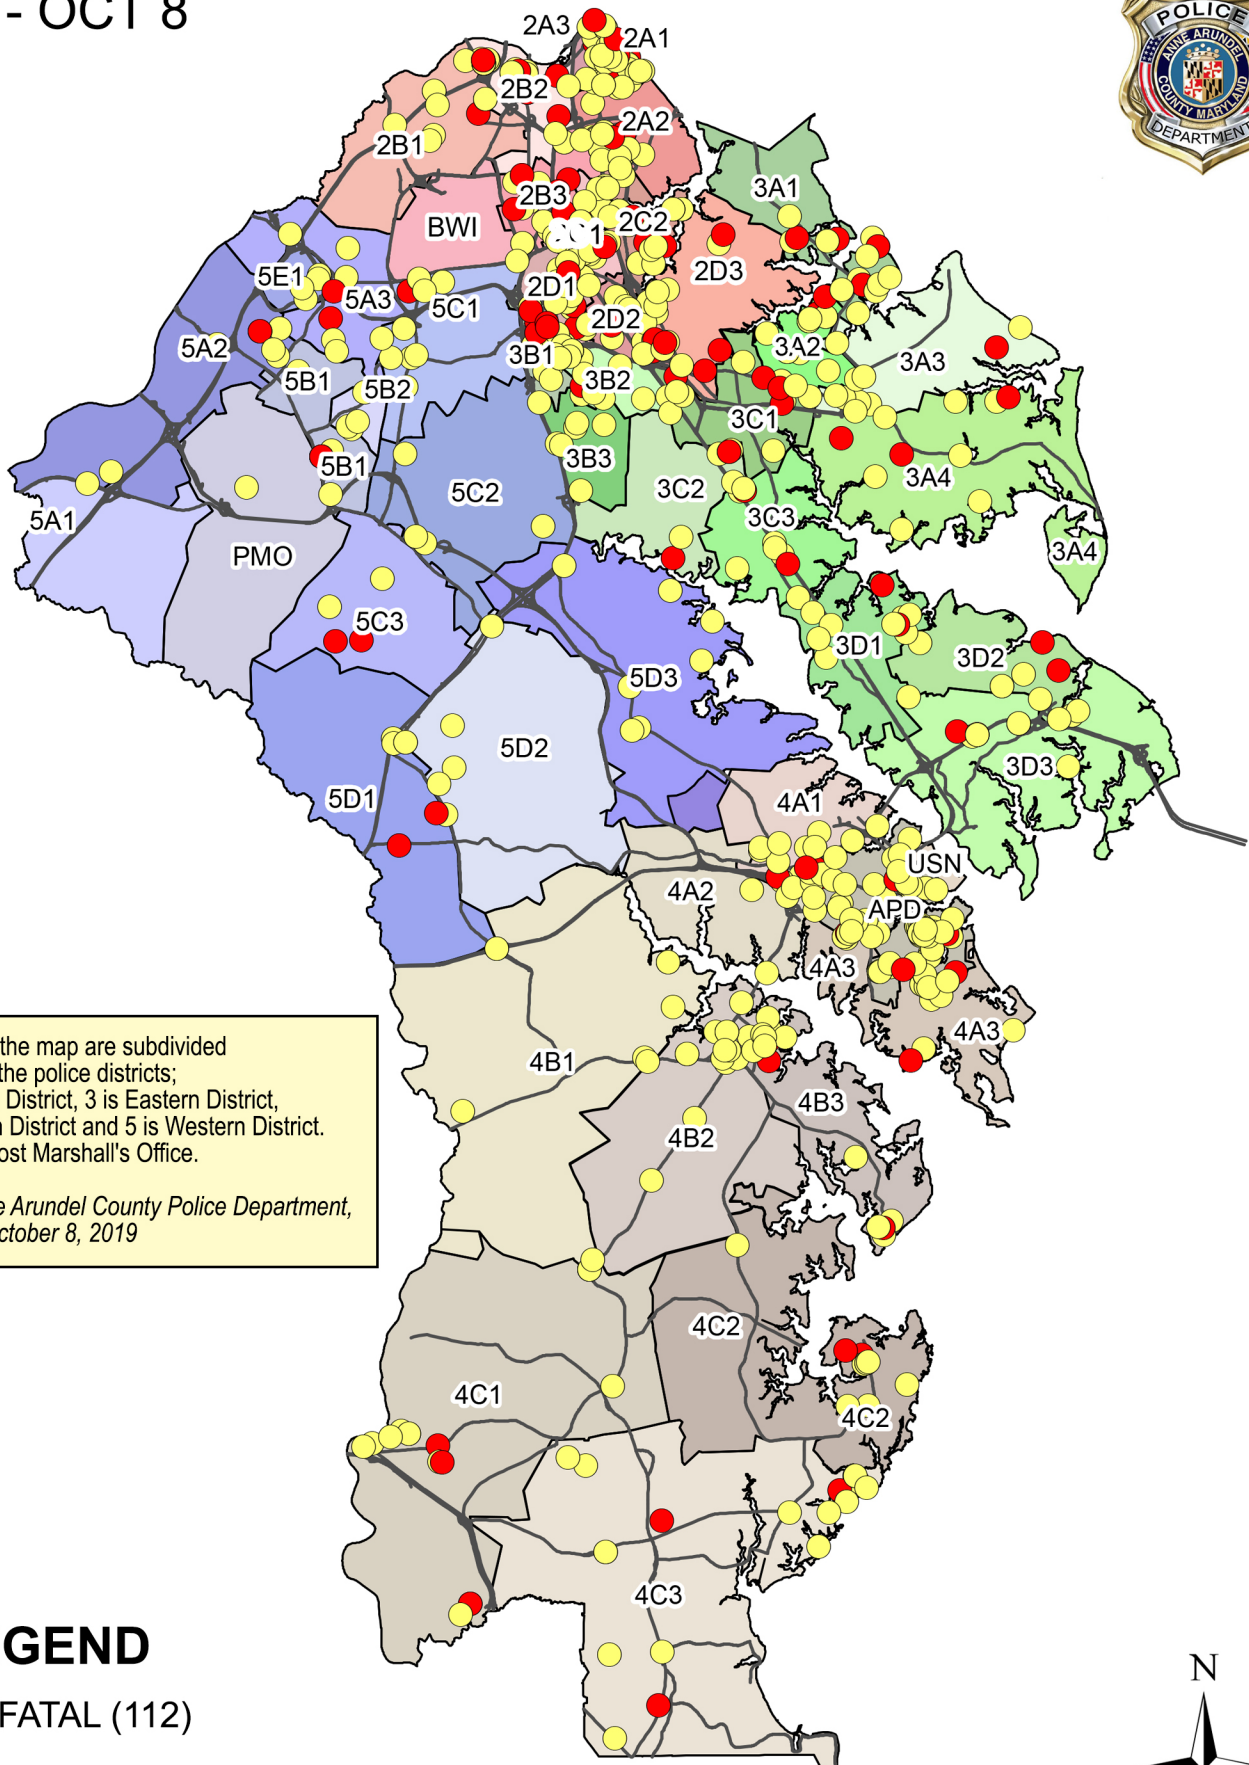 - OCT 8
POLICE
ANNE ARUNDEL
COUNTY MARYLAND
DEPARTMENT
2A3
2A1
2B2
2A2
2B1
3A1
2B3
BWI
2C2
2D3
5E1
2D1
5A3
5C1
2D2
5A2
3B1
3A2
3A3
5B1
5B2
3B2
3C1
3B3
5B1
3A4
5C2
3C2
5A1
3C3
PMO
3A4
5C3
3D1
3D2
5D3
5D2
3D3
5D1
4A1
USN
4A2
APD
4A3
4A3
the map are subdivided
the police districts;
District, 3 is Eastern District,
District and 5 is Western District.
ost Marshall's Office.
e Arundel County Police Department,
ctober 8, 2019
4B1
4B3
4B2
4C2
4C1
4C2
4C3
GEND
FATAL (112)
N